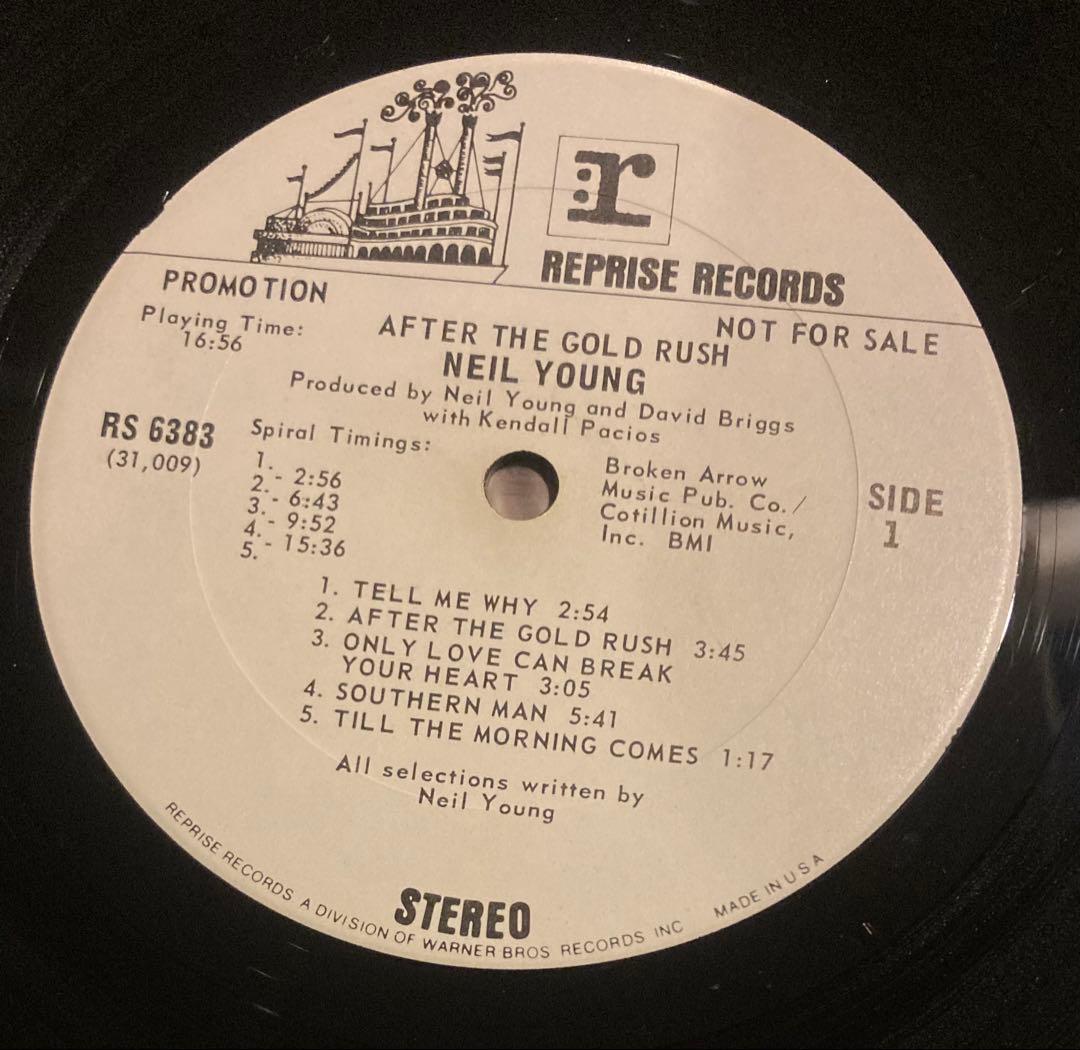 r
REPRISE RECORDS
PROMOTION
NOT FOR SALE
Playing Time:
16:56
AFTER THE GOLD RUSH
NEIL YOUNG
Produced by Neil Young and David Briggs
with Kendall Pacios
RS 6383
(31,009)
Spiral Timings:
1.
2. - 2:56
3. - 6:43
4. - 9:52
5. - 15:36
Broken Arrow
Music Pub. Co./
Cotillion Music,
Inc. BMI
SIDE
1
1. TELL ME WHY 2:54
2. AFTER THE GOLD RUSH 3:45
3. ONLY LOVE CAN BREAK
YOUR HEART 3:05
4. SOUTHERN MAN 5:41
5. TILL THE MORNING COMES 1:17
All selections written by
Neil Young
STEREO
REPRISE RECORDS A DIVISION OF WARNER BROS RECORDS INC MADE IN U S A